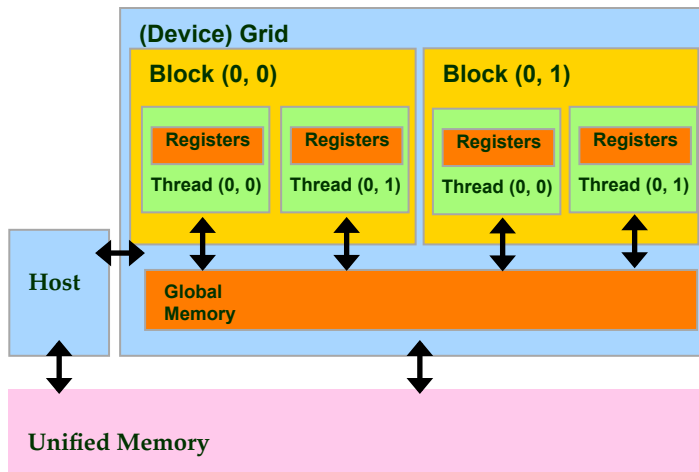 (Device) Grid
Block (0, 0)
Block (0, 1)
Registers
Registers
Registers
Registers
Thread (0, 0)
Thread (0, 1)
Thread (0, 0)
Thread (0, 1)
Host
Global
Memory
Unified Memory